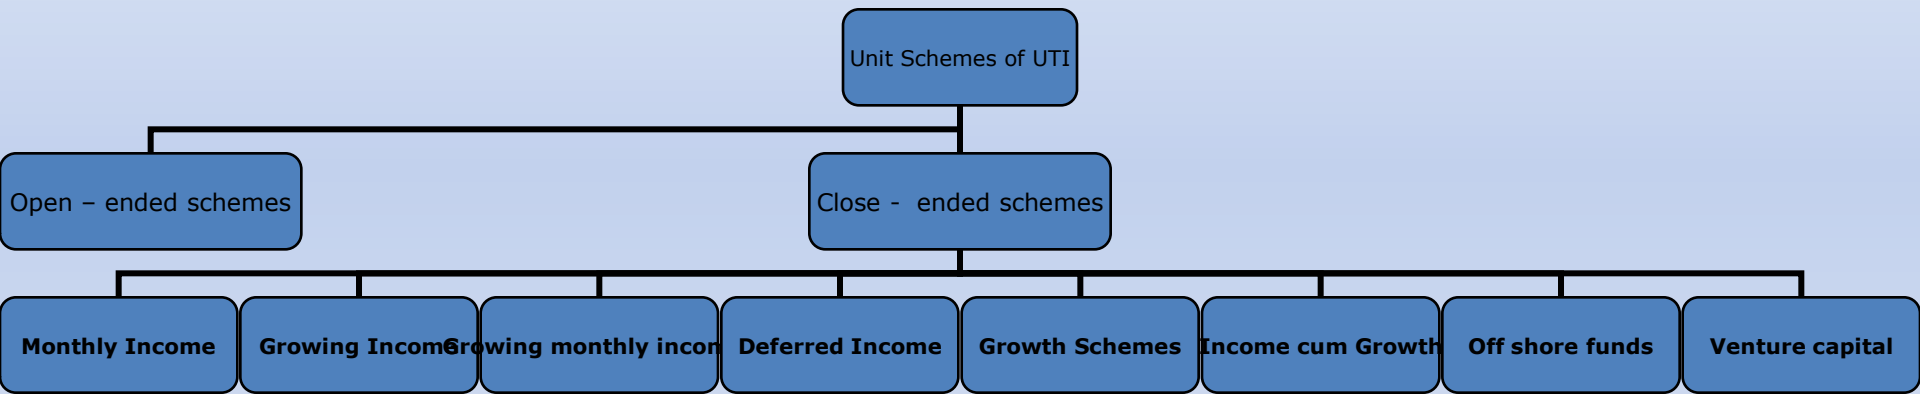 Unit Schemes of UTI
Open – ended schemes
Close -  ended schemes
Monthly Income
Growing Income
Growing monthly incon
Deferred Income
Growth Schemes
Income cum Growth
Off shore funds
Venture capital